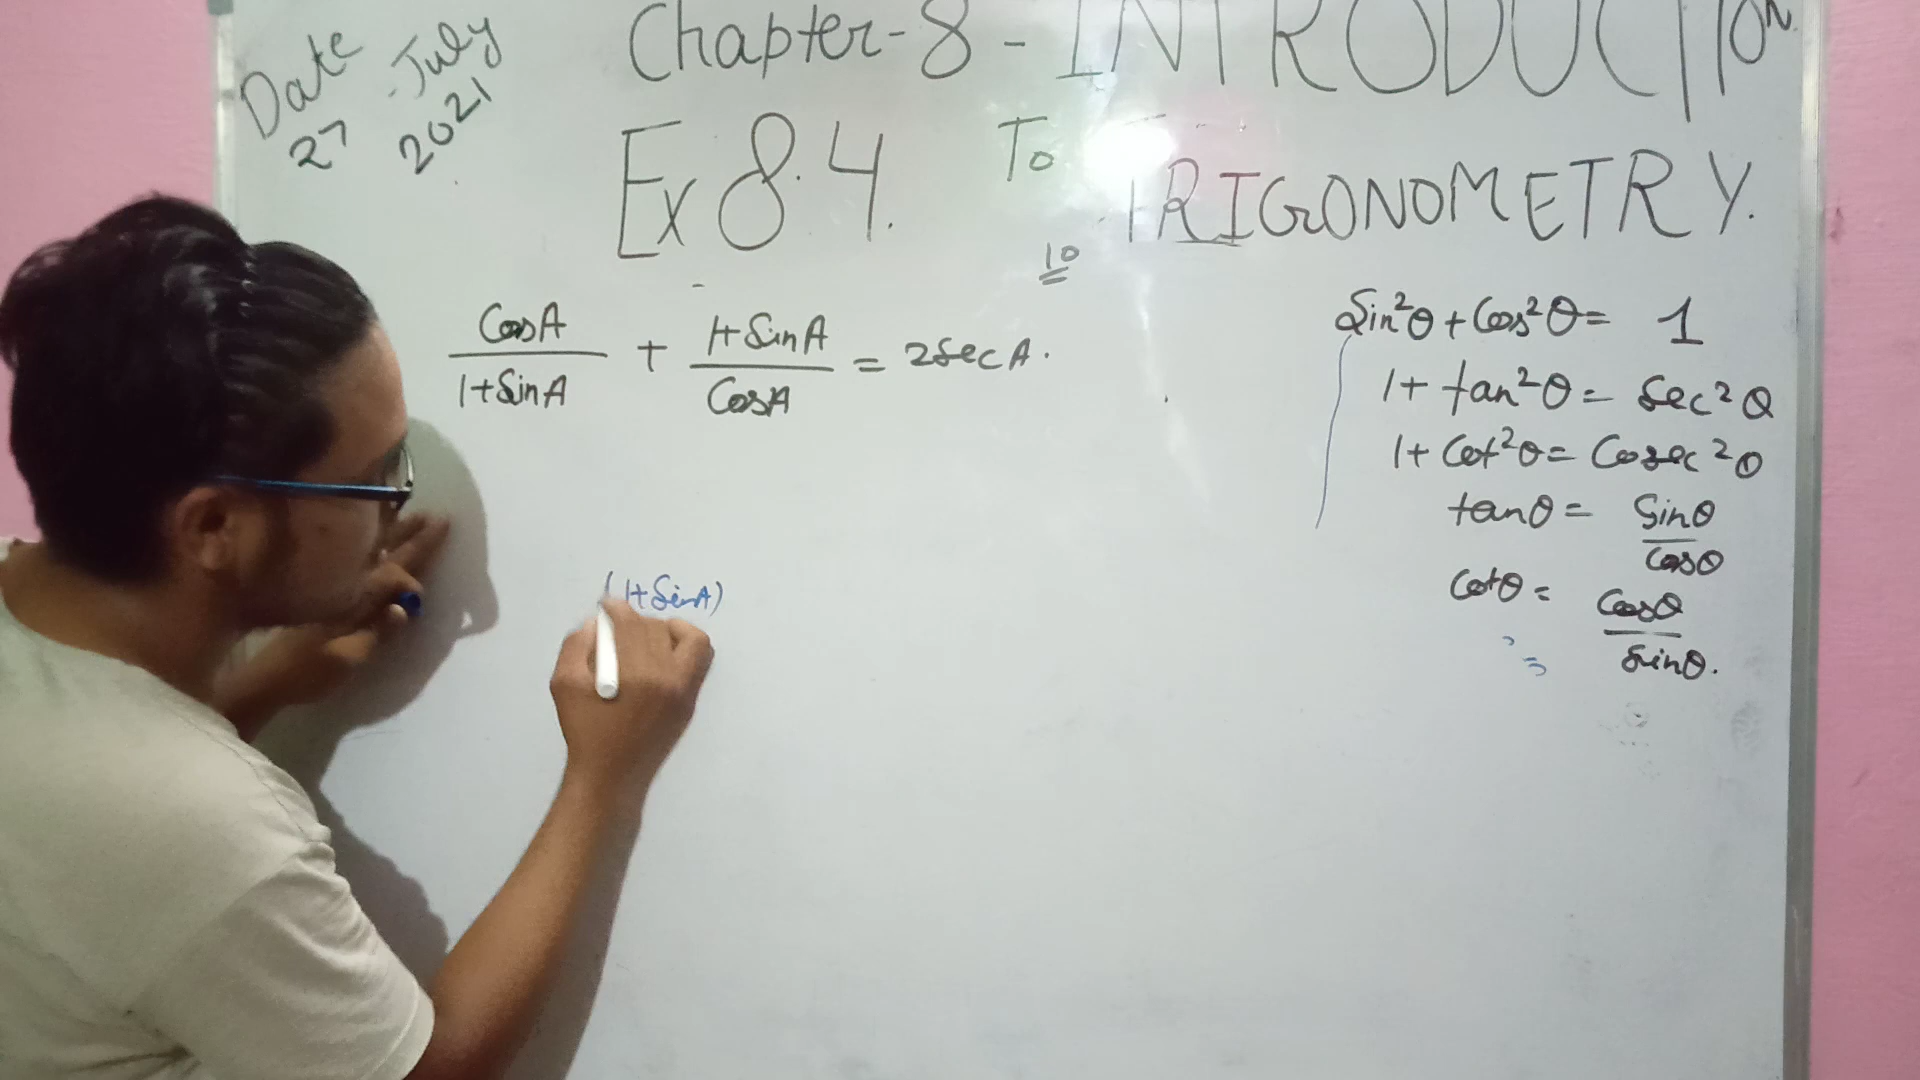 Date
27 July
2021
Chapter-8-INTRODUCTION.
Ex 8.4. To TRIGONOMETRY.
10
CosA/1+SinA + 1+SinA/CosA = 2SecA.
(1+SinA)
Sin²θ+Cos²θ= 1
1+ tan²θ= Sec²θ
1+ Cot²θ= Cosec²θ
tanθ= Sinθ/Cosθ
Cotθ= Cosθ/Sinθ.
=